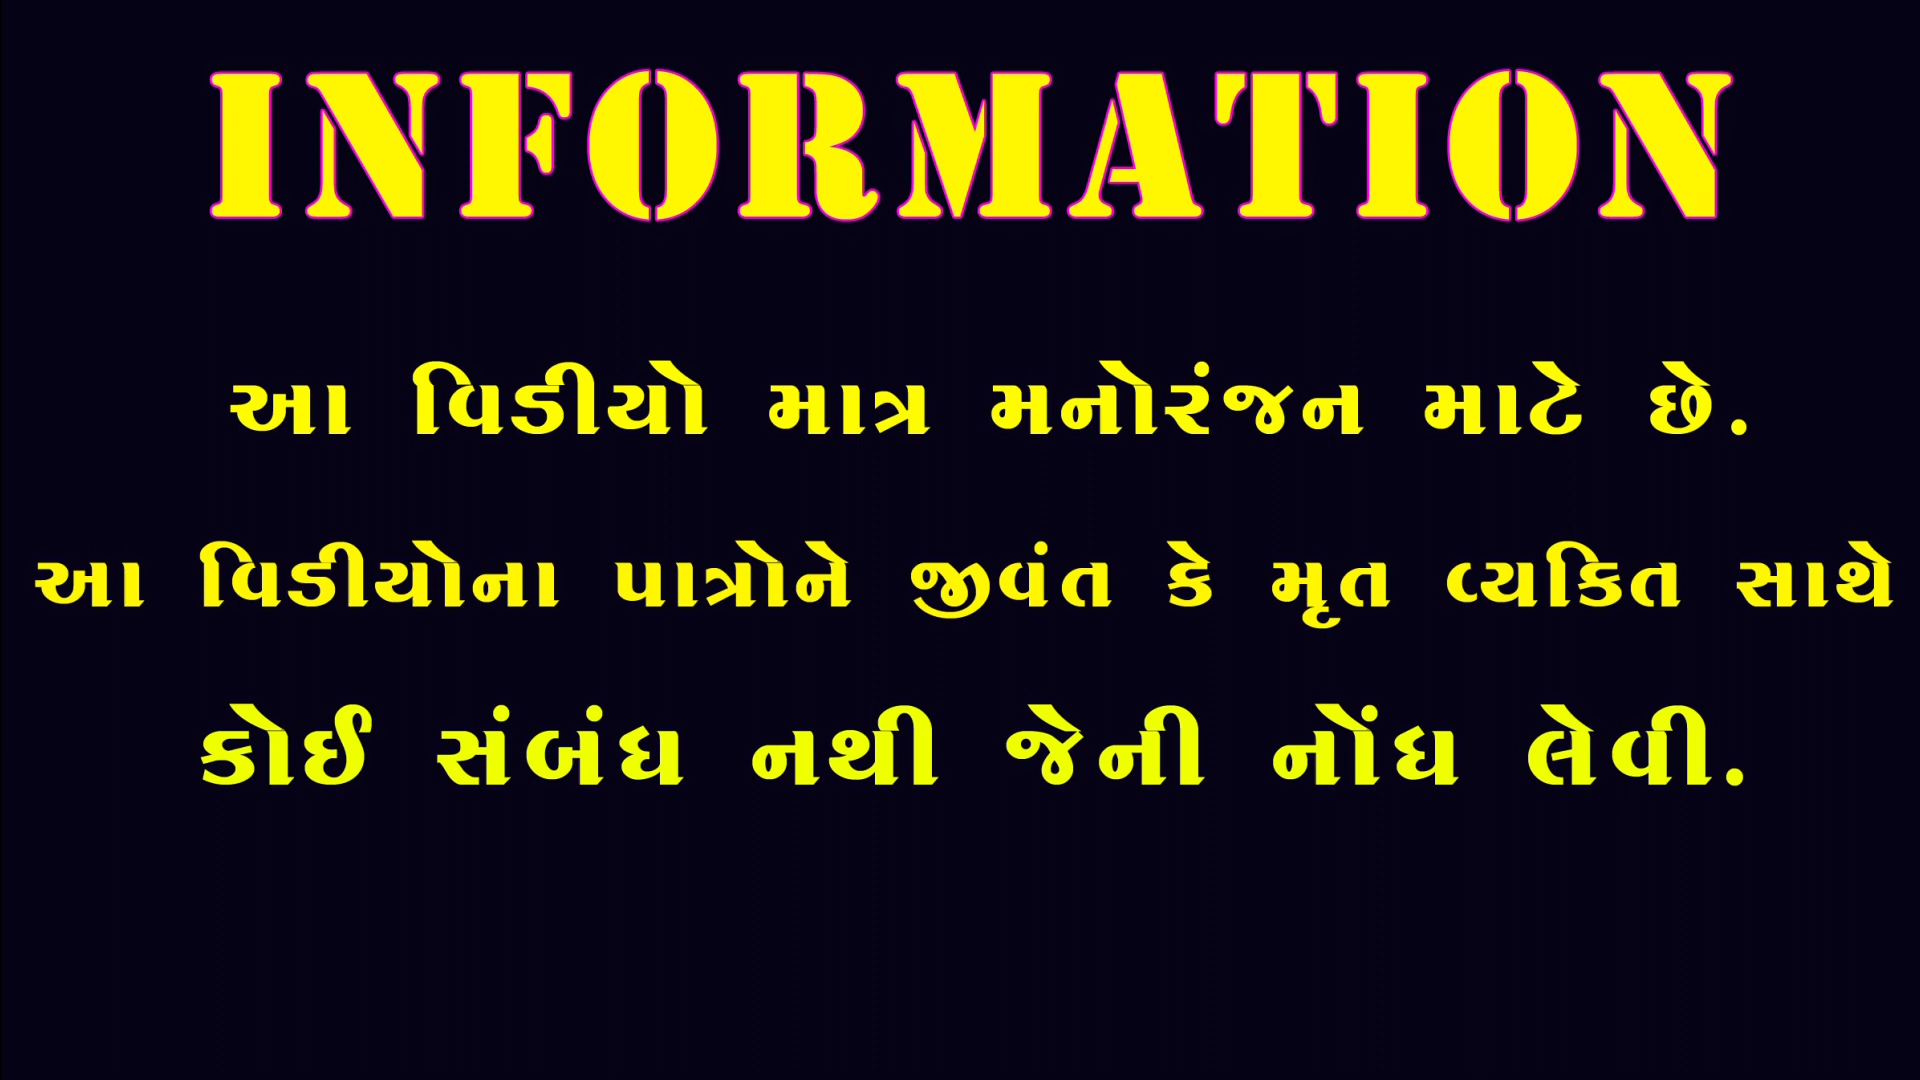 INFORMATION
આ વિડીયો માત્ર મનોરંજન માટે છે.
આ વિડીયોના પાત્રોને જીવંત કે મૃત વ્યકિત સાથે
કોઈ સંબંધ નથી જેની નોંધ લેવી.